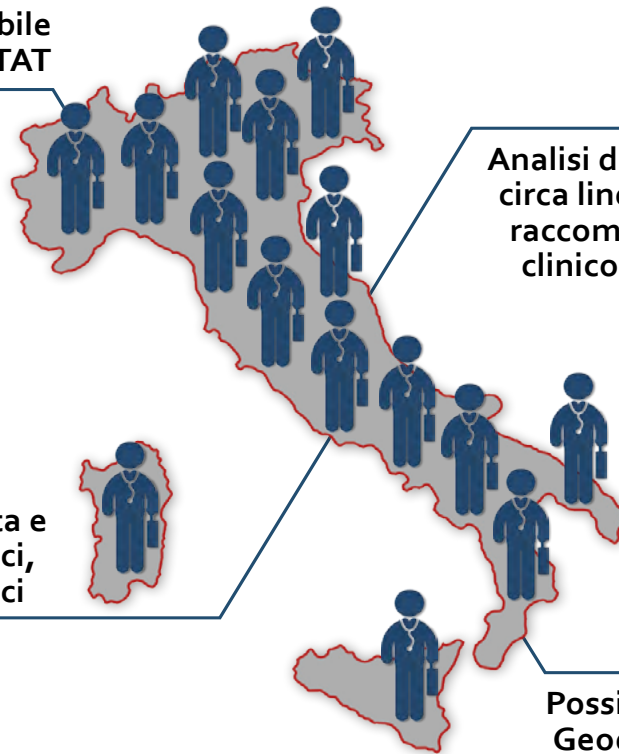 bile
TAT
Analisi d
circa line
raccom
clinico
ta e
ci,
ci
Possi
Geo